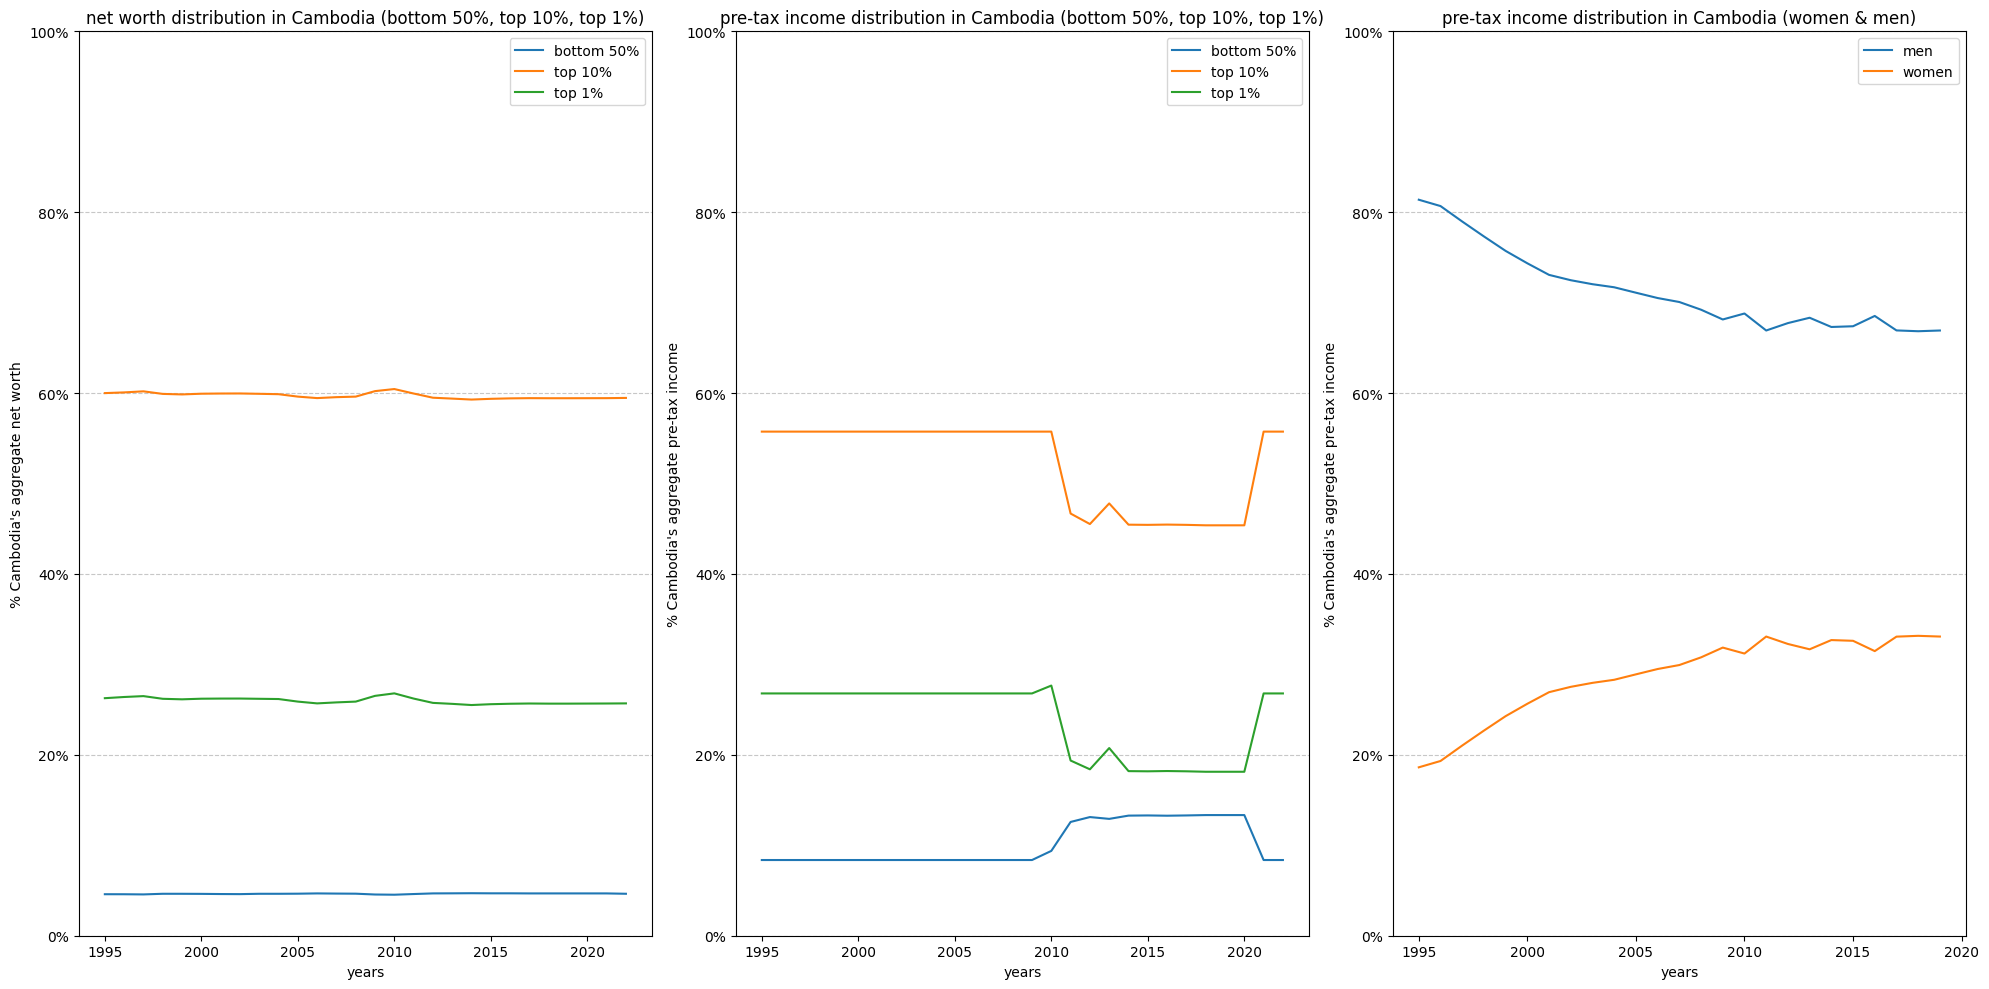 net worth distribution in Cambodia (bottom 50%, top 10%, top 1%)
100%
80%
60%
40%
20%
0%
% Cambodia's aggregate net worth
bottom 50%
top 10%
top 1%
1995
2000
2005
2010
2015
2020
years
pre-tax income distribution in Cambodia (bottom 50%, top 10%, top 1%)
100%
80%
60%
40%
20%
0%
% Cambodia's aggregate pre-tax income
bottom 50%
top 10%
top 1%
1995
2000
2005
2010
2015
2020
years
pre-tax income distribution in Cambodia (women & men)
100%
80%
60%
40%
20%
0%
% Cambodia's aggregate pre-tax income
men
women
1995
2000
2005
2010
2015
2020
years